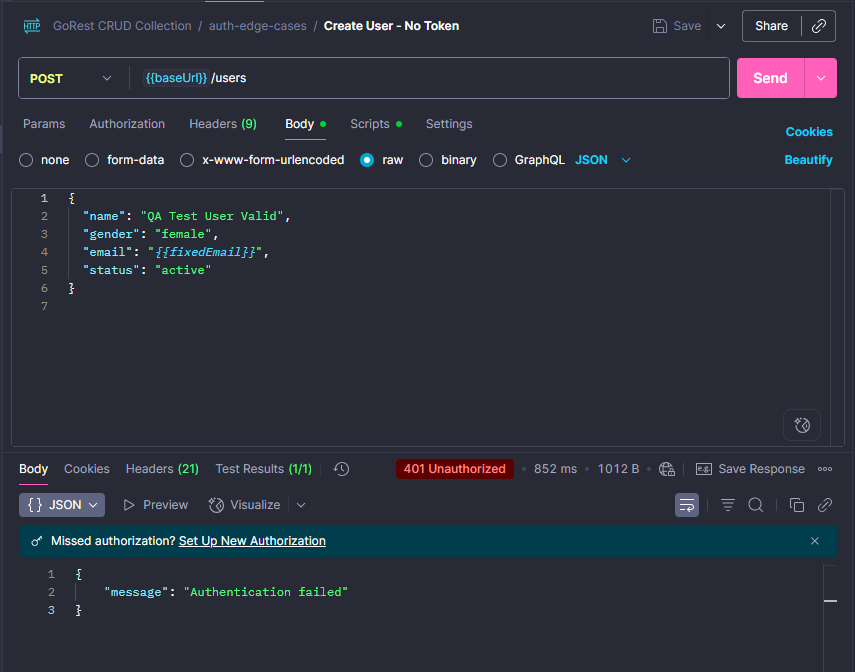 HTTP GoRest CRUD Collection / auth-edge-cases / Create User - No Token Save Share
POST {{baseUrl}} /users Send
Params Authorization Headers (9) Body Scripts Settings Cookies
none form-data x-www-form-urlencoded raw binary GraphQL JSON Beautify
1 {
2 "name": "QA Test User Valid",
3 "gender": "female",
4 "email": "{{fixedEmail}}",
5 "status": "active"
6 }
7
Body Cookies Headers (21) Test Results (1/1) 401 Unauthorized • 852 ms • 1012 B • Save Response
{} JSON Preview Visualize
Missed authorization? Set Up New Authorization
1 {
2 "message": "Authentication failed"
3 }